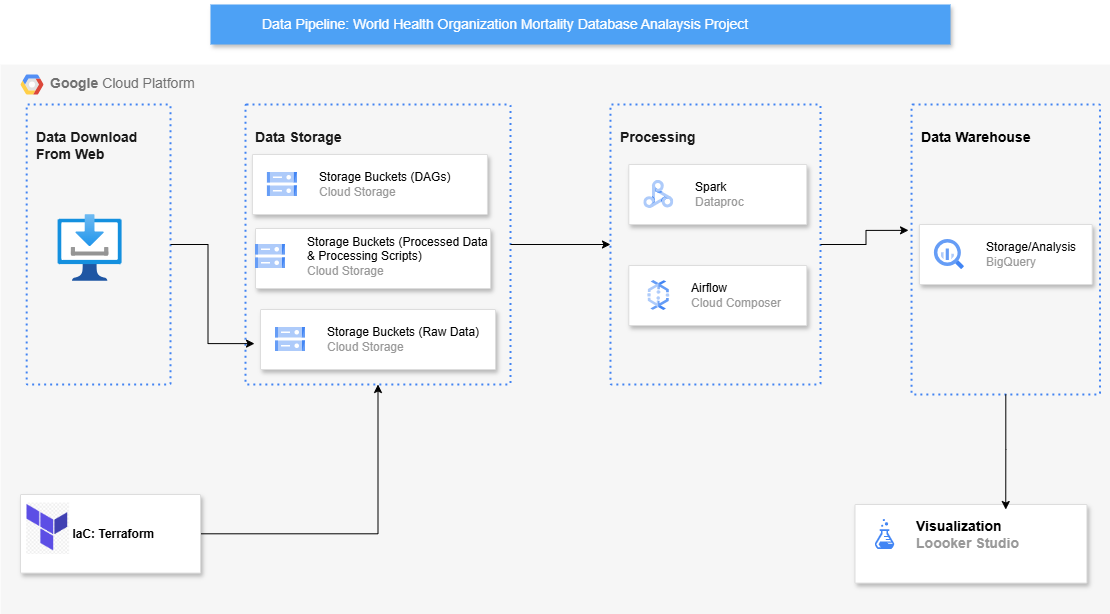 Data Pipeline: World Health Organization Mortality Database Analaysis Project
Google Cloud Platform
Data Download
From Web
Data Storage
Storage Buckets (DAGs)
Cloud Storage
Storage Buckets (Processed Data
& Processing Scripts)
Cloud Storage
Storage Buckets (Raw Data)
Cloud Storage
Processing
Spark
Dataproc
Airflow
Cloud Composer
Data Warehouse
Storage/Analysis
BigQuery
IaC: Terraform
Visualization
Loooker Studio